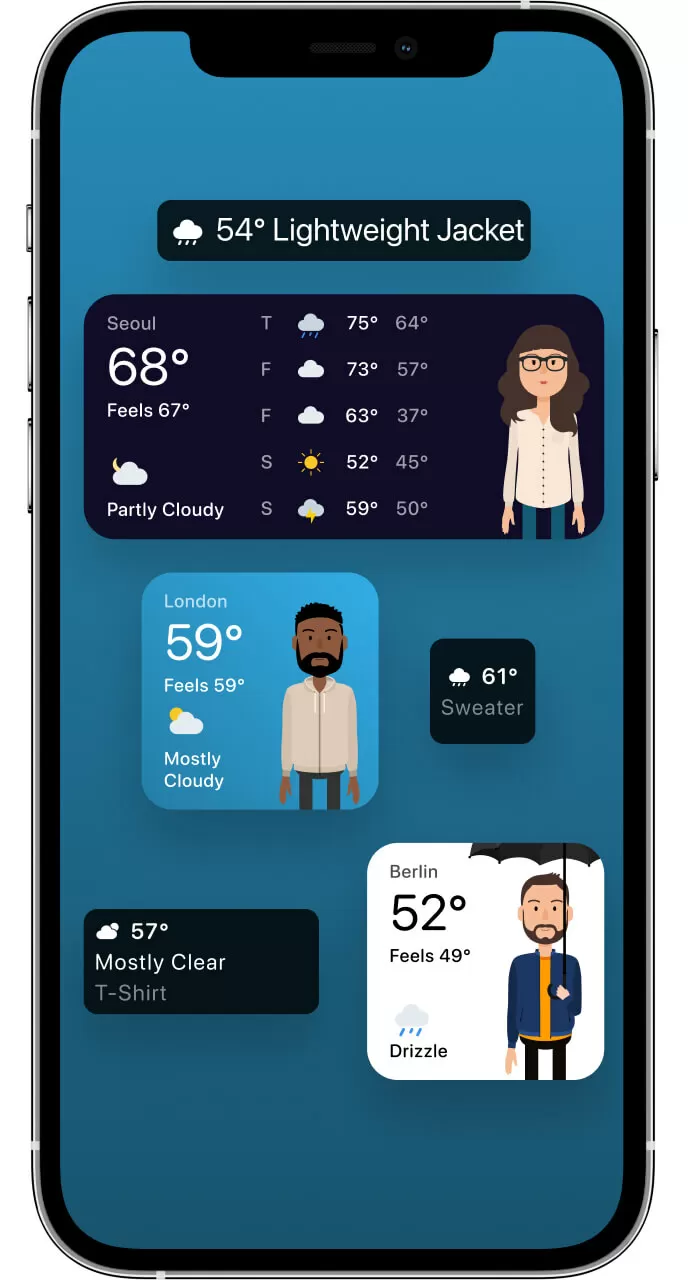 54° Lightweight Jacket
Seoul
68°
Feels 67°
Partly Cloudy
T 75° 64°
F 73° 57°
F 63° 37°
S 52° 45°
S 59° 50°
London
59°
Feels 59°
Mostly
Cloudy
61°
Sweater
57°
Mostly Clear
T-Shirt
Berlin
52°
Feels 49°
Drizzle